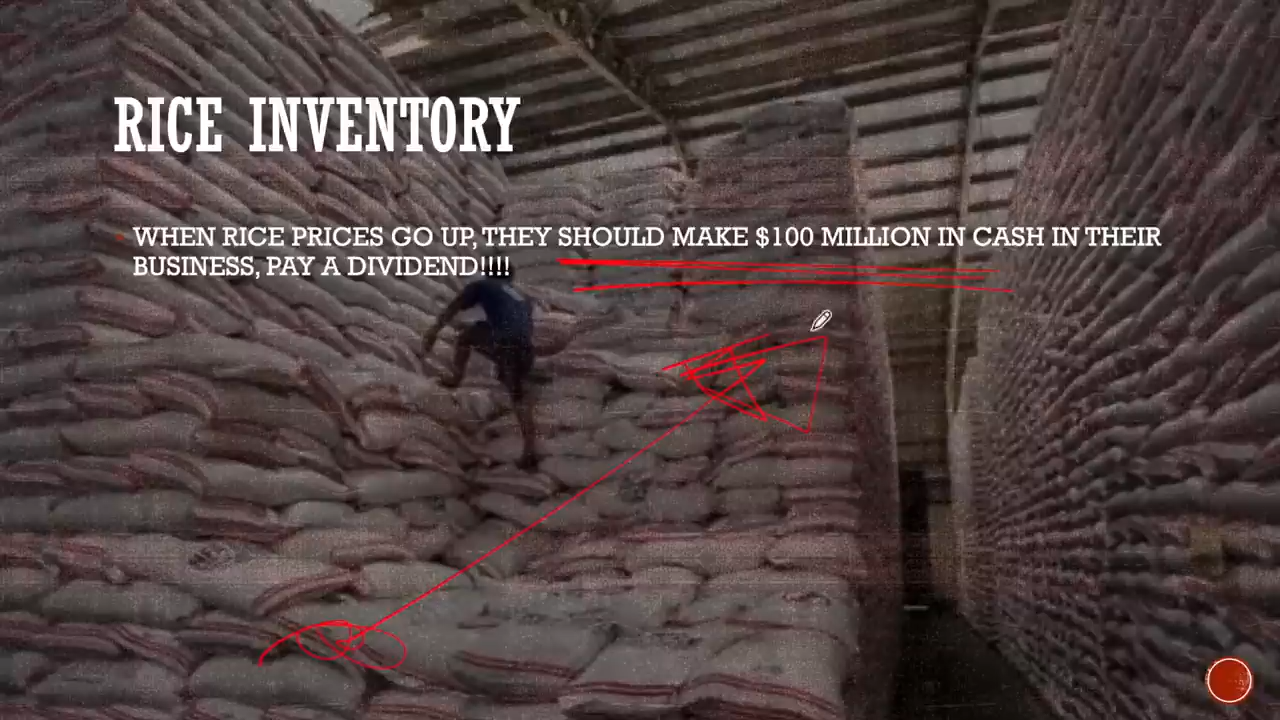 RICE INVENTORY
WHEN RICE PRICES GO UP, THEY SHOULD MAKE $100 MILLION IN CASH IN THEIR
BUSINESS, PAY A DIVIDEND!!!!